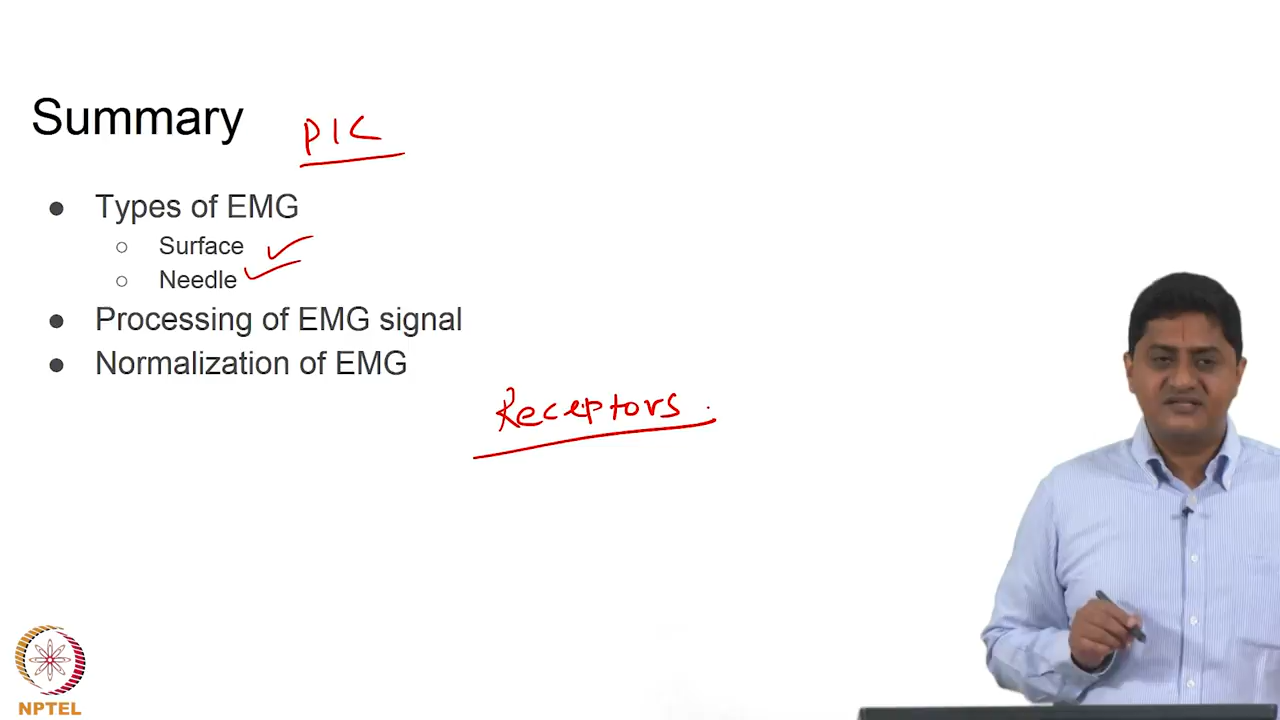 Summary
PIC
● Types of EMG
○ Surface
○ Needle
● Processing of EMG signal
● Normalization of EMG
Receptors.
NPTEL